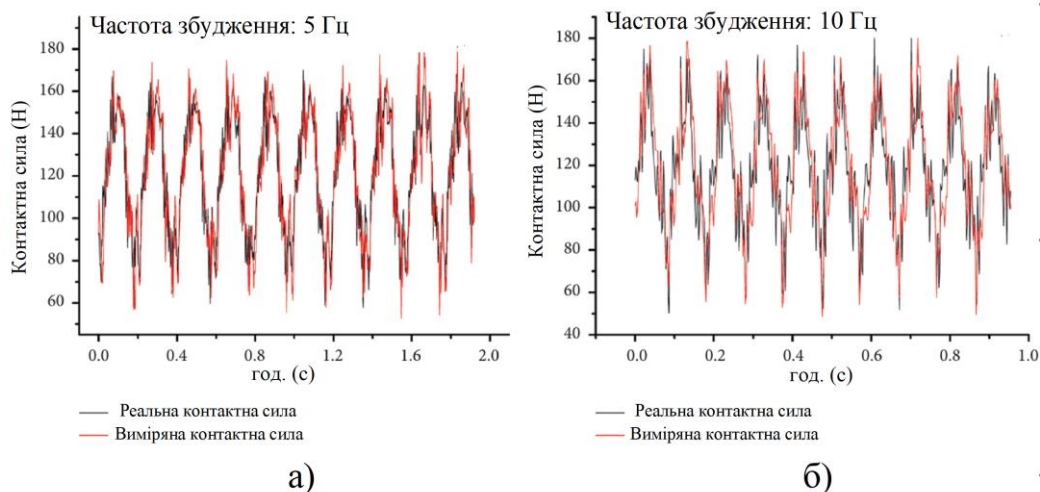 Частота збудження: 5 Гц
Контактна сила (Н)
180
160
140
120
100
80
60
0.0 0.4 0.8 1.2 1.6 2.0
год. (с)
Реальна контактна сила
Виміряна контактна сила
а)
Частота збудження: 10 Гц
Контактна сила (Н)
180
160
140
120
100
80
60
40
0.0 0.2 0.4 0.6 0.8 1.0
год. (с)
Реальна контактна сила
Виміряна контактна сила
б)